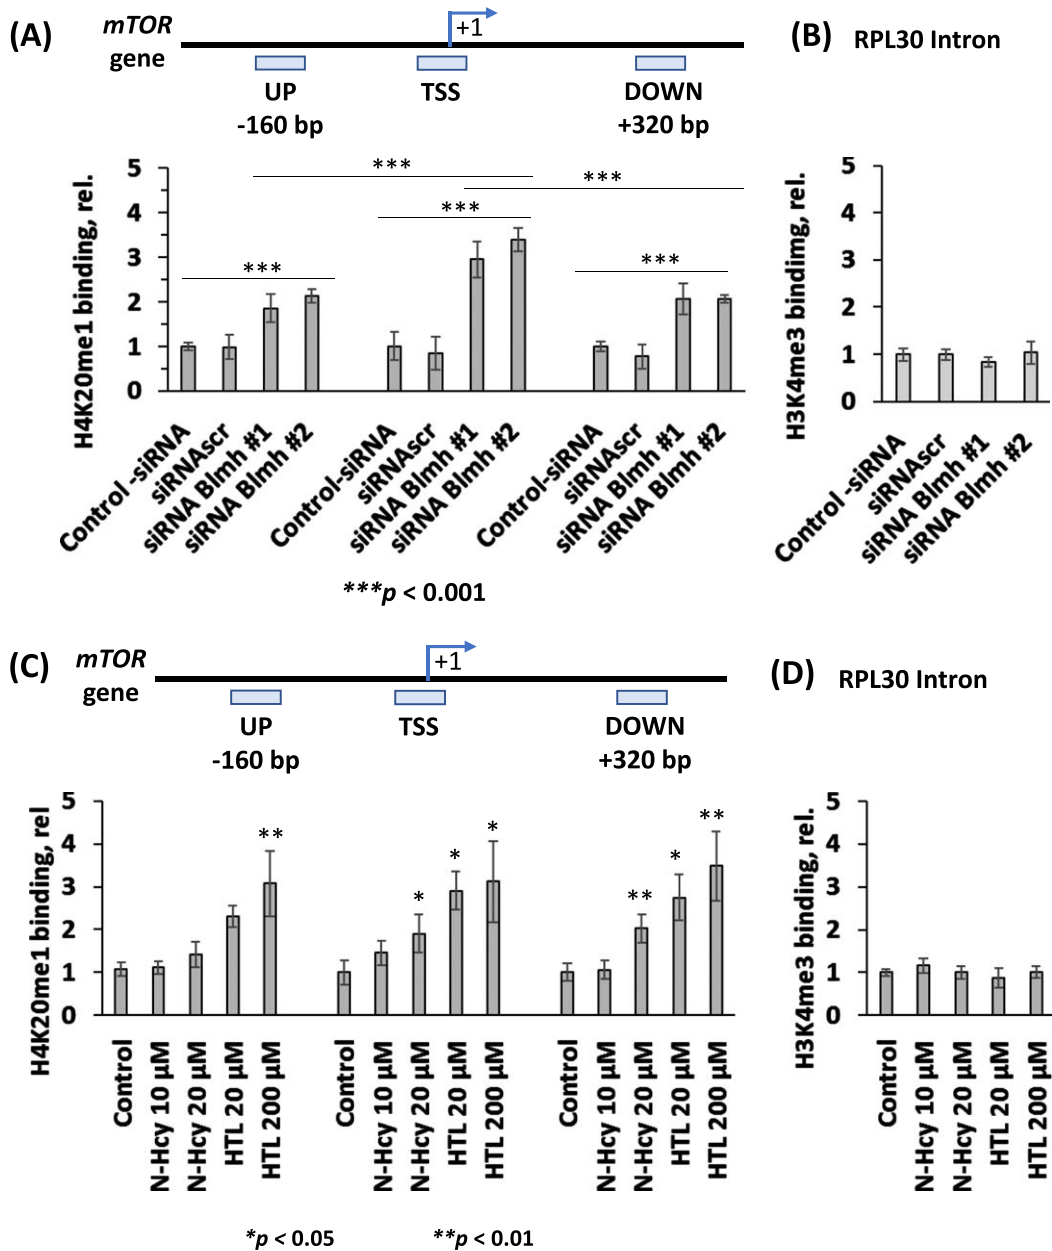 (A) mTOR gene +1
UP TSS DOWN
-160 bp +320 bp
H4K20me1 binding, rel.
5
4
3
2
1
0
***
***
***
***
***
Control -siRNA
siRNAscr
siRNA Blmh #1
siRNA Blmh #2
Control-siRNA
siRNAscr
siRNA Blmh #1
siRNA Blmh #2
Control-siRNA
siRNAscr
siRNA Blmh #1
siRNA Blmh #2
***p < 0.001
(B) RPL30 Intron
H3K4me3 bindimg, rel.
5
4
3
2
1
0
Control -siRNA
siRNAscr
siRNA Blmh #1
siRNA Blmh #2
(C) mTOR gene +1
UP TSS DOWN
-160 bp +320 bp
H4K20me1 binding, rel
5
4
3
2
1
0
**
*
*
*
**
*
**
Control
N-Hcy 10 µM
N-Hcy 20 µM
HTL 20 µM
HTL 200 µM
Control
N-Hcy 10 µM
N-Hcy 20 µM
HTL 20 µM
HTL 200 µM
Control
N-Hcy 10 µM
N-Hcy 20 µM
HTL 20 µM
HTL 200 µM
*p < 0.05 **p < 0.01
(D) RPL30 Intron
H3K4me3 binding, rel.
5
4
3
2
1
0
Control
N-Hcy 10 µM
N-Hcy 20 µM
HTL 20 µM
HTL 200 µM